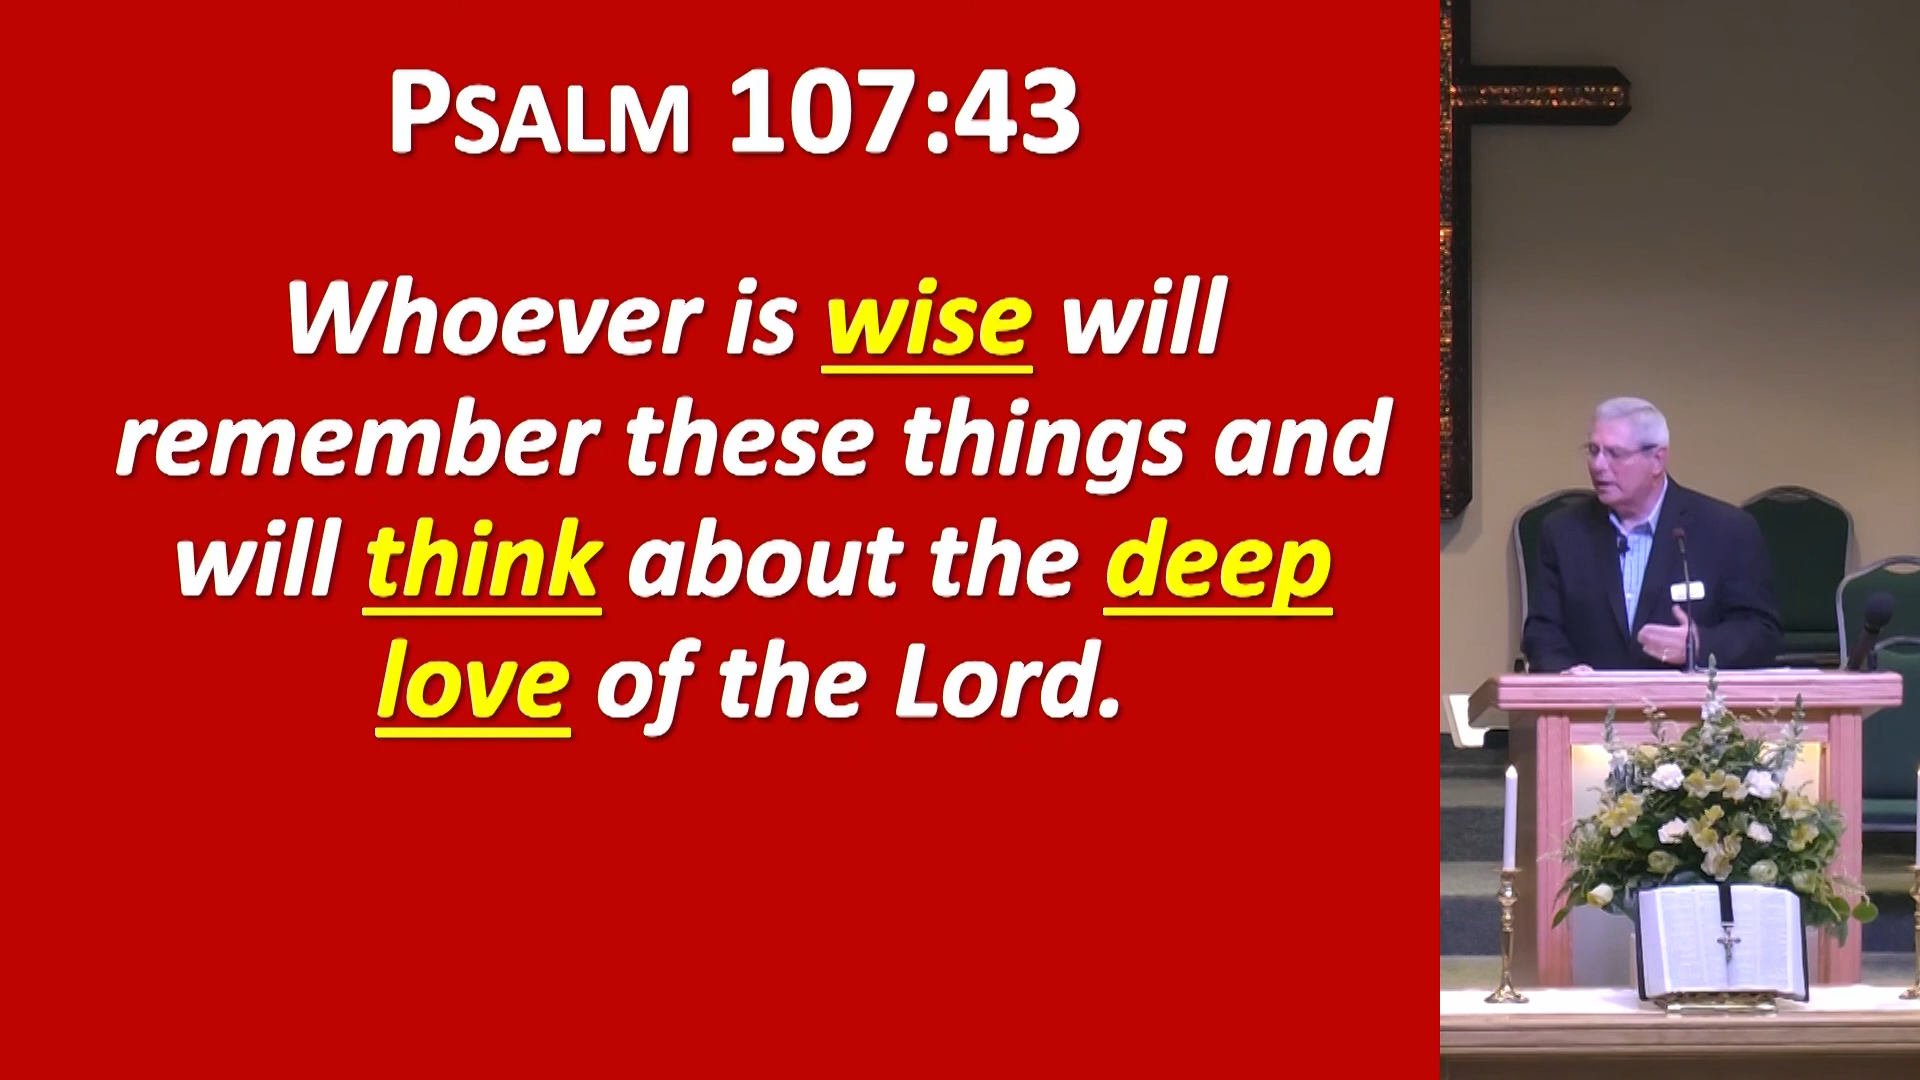 PSALM 107:43
Whoever is wise will
remember these things and
will think about the deep
love of the Lord.